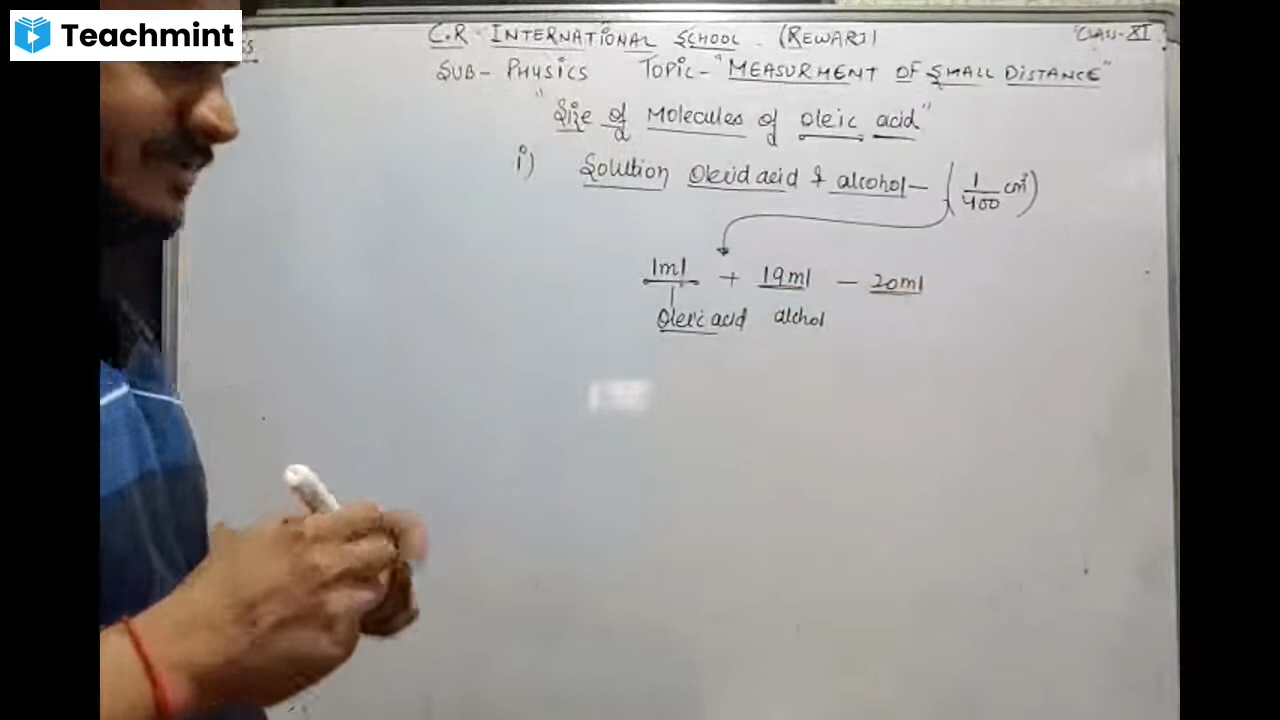 Teachmint
C.R. INTERNATIONAL SCHOOL (REWARI)
CLASS-XI
SUB- PHYSICS TOPIC- "MEASURMENT OF SMALL DISTANCE"
"Size of Molecules of oleic acid"
i) Solution Oleic acid & alcohol- (1/400 cm³)
1ml + 19ml - 20ml
Oleic acid alchol